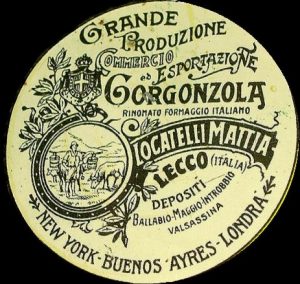 GRANDE
PRODUZIONE
COMMERCIO
ED ESPORTAZIONE
GORGONZOLA
RINOMATO FORMAGGIO ITALIANO
LOCATELLI MATTIA
LECCO (ITALIA)
DEPOSITI
BALLABIO-MAGGIO-INTROBBIO
VALSASSINA
NEW YORK-BUENOS AYRES-LONDRA